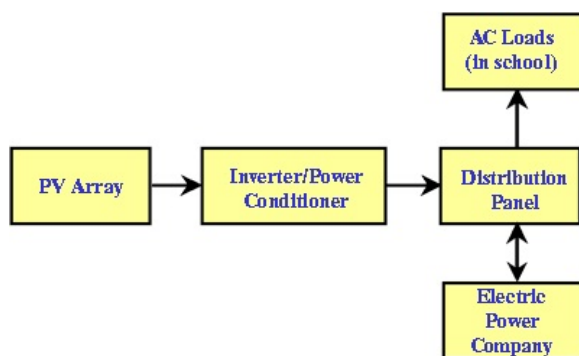 AC Loads
(in school)
PV Array
Inverter/Power
Conditioner
Distribution
Panel
Electric
Power
Company